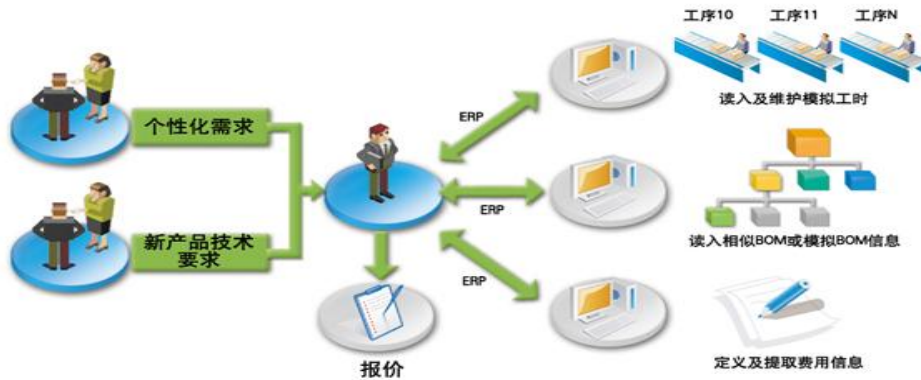 工序10 工序11 工序N
读入及维护模拟工时
个性化需求
ERP
ERP
读入相似BOM或模拟BOM信息
新产品技术
要求
ERP
报价
定义及提取费用信息